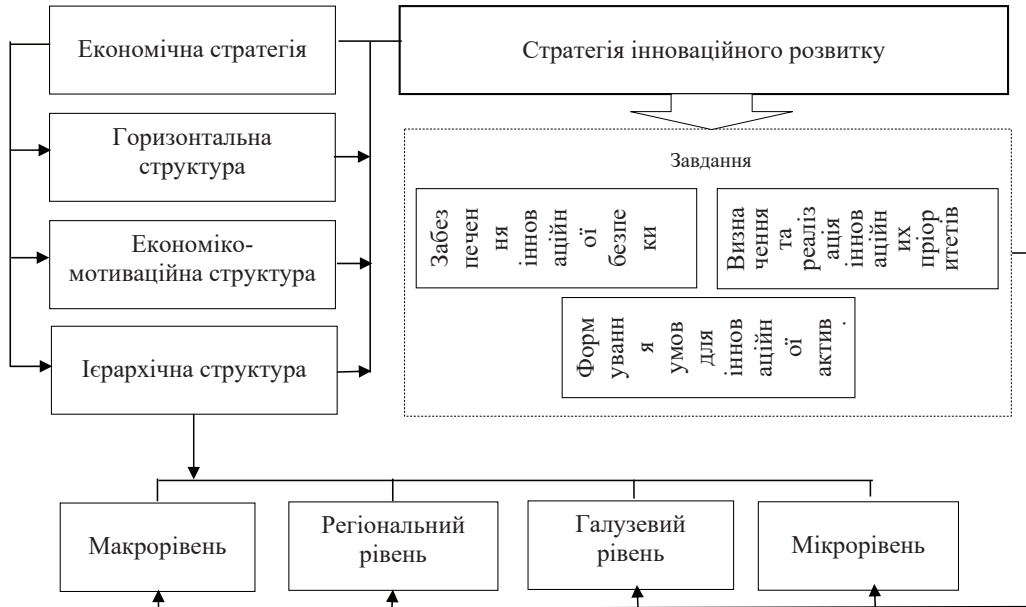 Економічна стратегія
Стратегія інноваційного розвитку
Горизонтальна
структура
Завдання
Забез
печен
ня
іннов
аційн
ої
безпе
ки
Визна
чення
та
реаліз
ація
іннов
аційн
их
пріор
итетів
Економіко-
мотиваційна структура
Форм
уванн
я
умов
для
іннов
аційн
ої
актив
.
Ієрархічна структура
Макрорівень
Регіональний
рівень
Галузевий
рівень
Мікрорівень